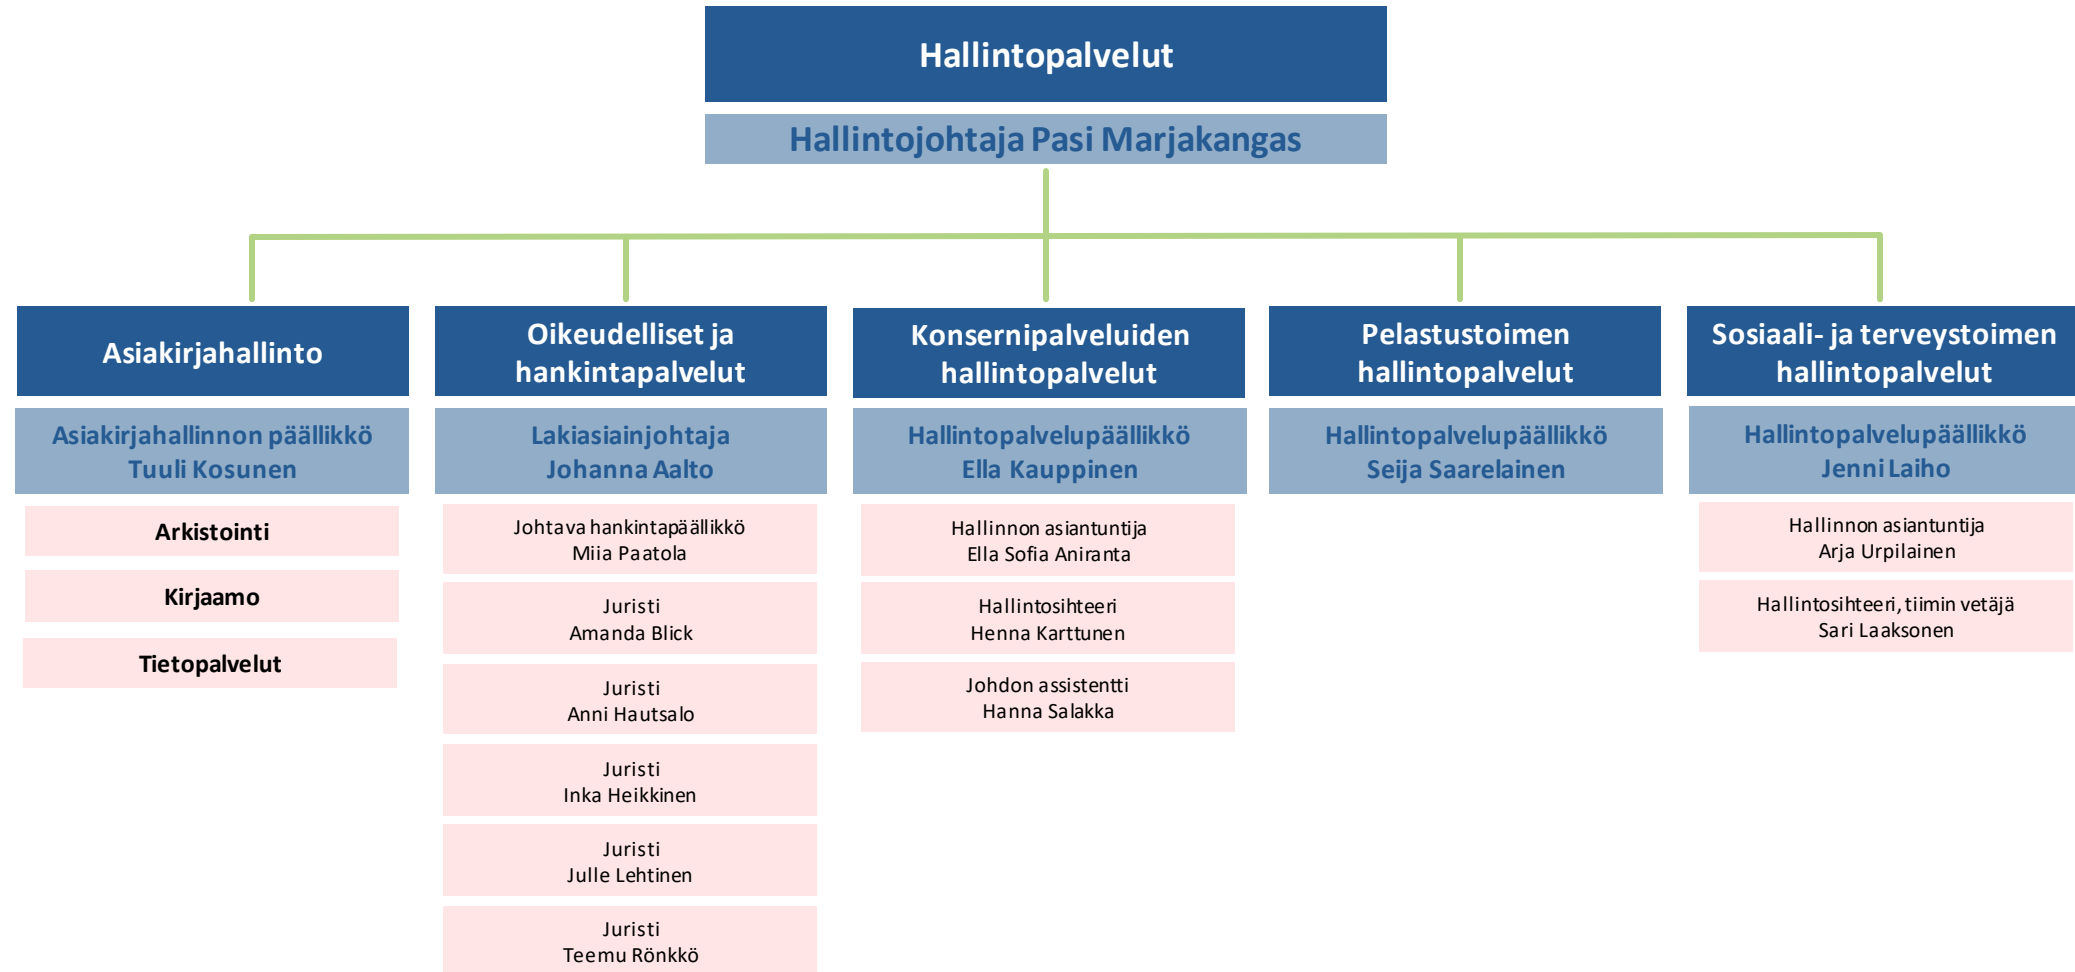 Hallintopalvelut
Hallintojohtaja Pasi Marjakangas
Asiakirjahallinto
Asiakirjahallinnon päällikkö
Tuuli Kosunen
Arkistointi
Kirjaamo
Tietopalvelut
Oikeudelliset ja
hankintapalvelut
Lakiasiainjohtaja
Johanna Aalto
Johtava hankintapäällikkö
Miia Paatola
Juristi
Amanda Blick
Juristi
Anni Hautsalo
Juristi
Inka Heikkinen
Juristi
Julle Lehtinen
Juristi
Teemu Rönkkö
Konsernipalveluiden
hallintopalvelut
Hallintopalvelupäällikkö
Ella Kauppinen
Hallinnon asiantuntija
Ella Sofia Aniranta
Hallintosihteeri
Henna Karttunen
Johdon assistentti
Hanna Salakka
Pelastustoimen
hallintopalvelut
Hallintopalvelupäällikkö
Seija Saarelainen
Sosiaali- ja terveystoimen
hallintopalvelut
Hallintopalvelupäällikkö
Jenni Laiho
Hallinnon asiantuntija
Arja Urpilainen
Hallintosihteeri, tiimin vetäjä
Sari Laaksonen